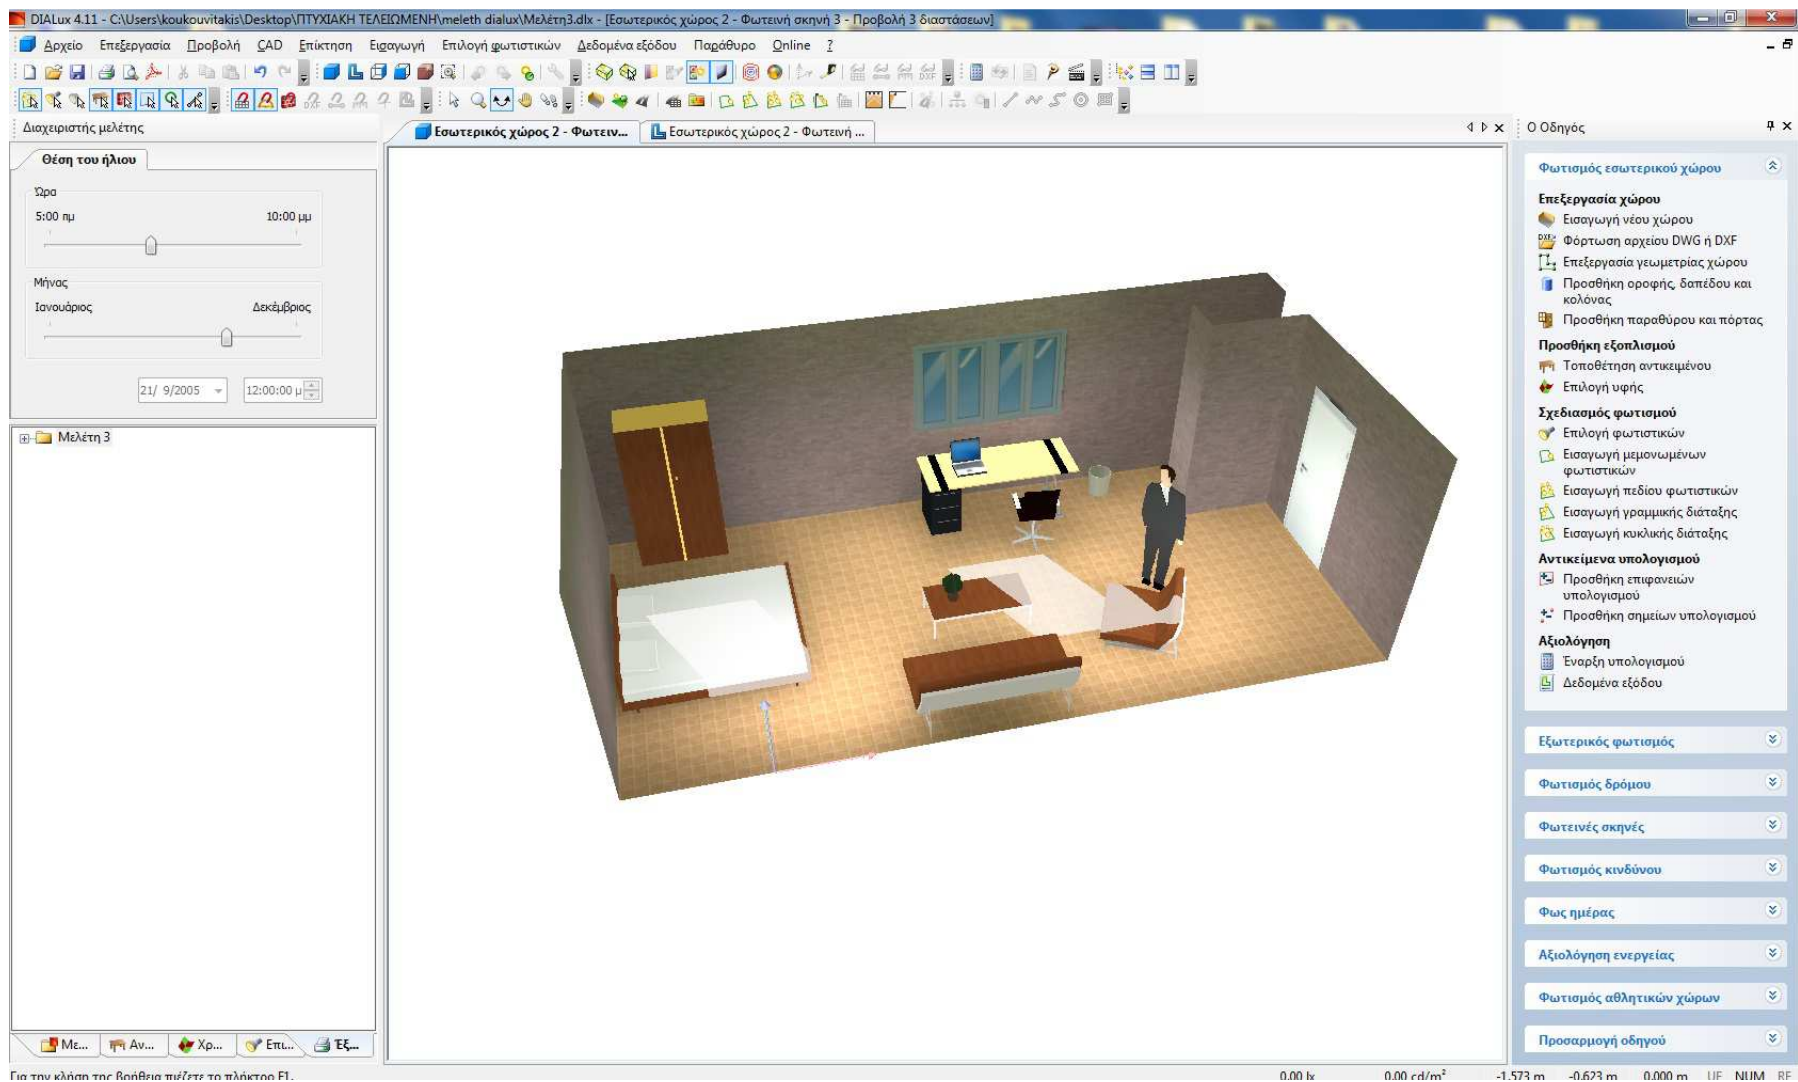 DIALux 4.11 - C:\Users\koukouvitakis\Desktop\ΠΤΥΧΙΑΚΗ ΤΕΛΕΙΩΜΕΝΗ\meleth dialux\Μελέτη3.dlx - [Εσωτερικός χώρος 2 - Φωτεινή σκηνή 3 - Προβολή 3 διαστάσεων]
Αρχείο Επεξεργασία Προβολή CAD Επίκτηση Εισαγωγή Επιλογή φωτιστικών Δεδομένα εξόδου Παράθυρο Online ?
Διαχειριστής μελέτης
Θέση του ήλιου
Ώρα
5:00 πμ 10:00 μμ
Μήνας
Ιανουάριος Δεκέμβριος
21/ 9/2005 12:00:00 μ
Μελέτη 3
Με... Αν... Χρ... Επι... Έξ...
Εσωτερικός χώρος 2 - Φωτειν... Εσωτερικός χώρος 2 - Φωτεινή ...
Ο Οδηγός
Φωτισμός εσωτερικού χώρου
Επεξεργασία χώρου
Εισαγωγή νέου χώρου
Φόρτωση αρχείου DWG ή DXF
Επεξεργασία γεωμετρίας χώρου
Προσθήκη οροφής, δαπέδου και
κολόνας
Προσθήκη παραθύρου και πόρτας
Προσθήκη εξοπλισμού
Τοποθέτηση αντικειμένου
Επιλογή υφής
Σχεδιασμός φωτισμού
Επιλογή φωτιστικών
Εισαγωγή μεμονωμένων
φωτιστικών
Εισαγωγή πεδίου φωτιστικών
Εισαγωγή γραμμικής διάταξης
Εισαγωγή κυκλικής διάταξης
Αντικείμενα υπολογισμού
Προσθήκη επιφανειών
υπολογισμού
Προσθήκη σημείων υπολογισμού
Αξιολόγηση
Έναρξη υπολογισμού
Δεδομένα εξόδου
Εξωτερικός φωτισμός
Φωτισμός δρόμου
Φωτεινές σκηνές
Φωτισμός κινδύνου
Φως ημέρας
Αξιολόγηση ενεργείας
Φωτισμός αθλητικών χώρων
Προσαρμογή οδηγού
Για την κλήση της βοήθεια πιέζετε το πλήκτρο F1. 0.00 lx 0.00 cd/m² -1.573 m -0.623 m 0.000 m UF NUM RF